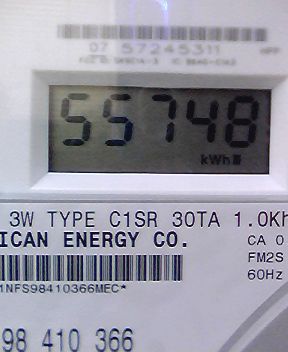 07 57245311
55748
kWh
3W TYPE C1SR 30TA 1.0Kh
ICAN ENERGY CO.
CA 0
FM2S
60Hz
1NFS98410366MEC*
98 410 366